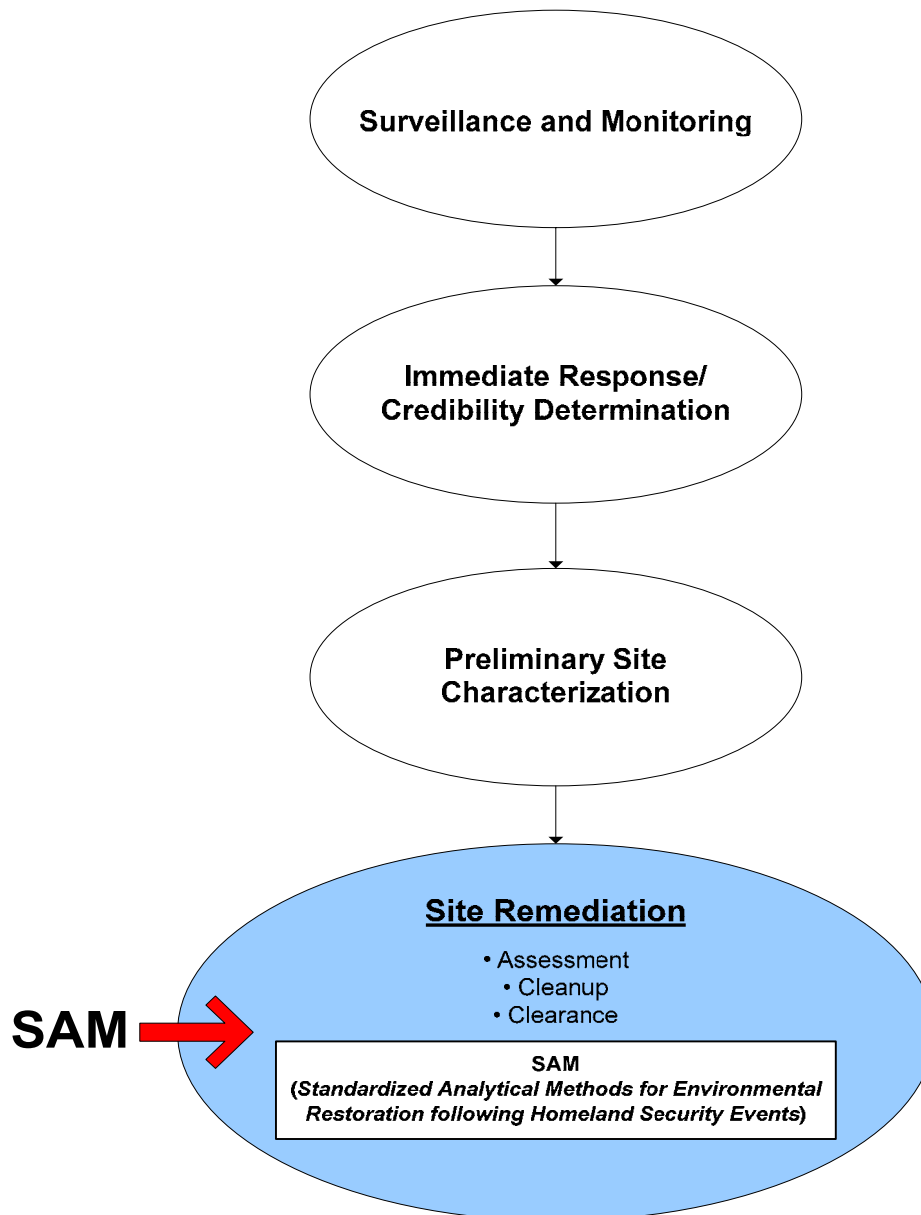 Surveillance and Monitoring
Immediate Response/
Credibility Determination
Preliminary Site
Characterization
Site Remediation
• Assessment
• Cleanup
• Clearance
SAM
SAM
(Standardized Analytical Methods for Environmental
Restoration following Homeland Security Events)